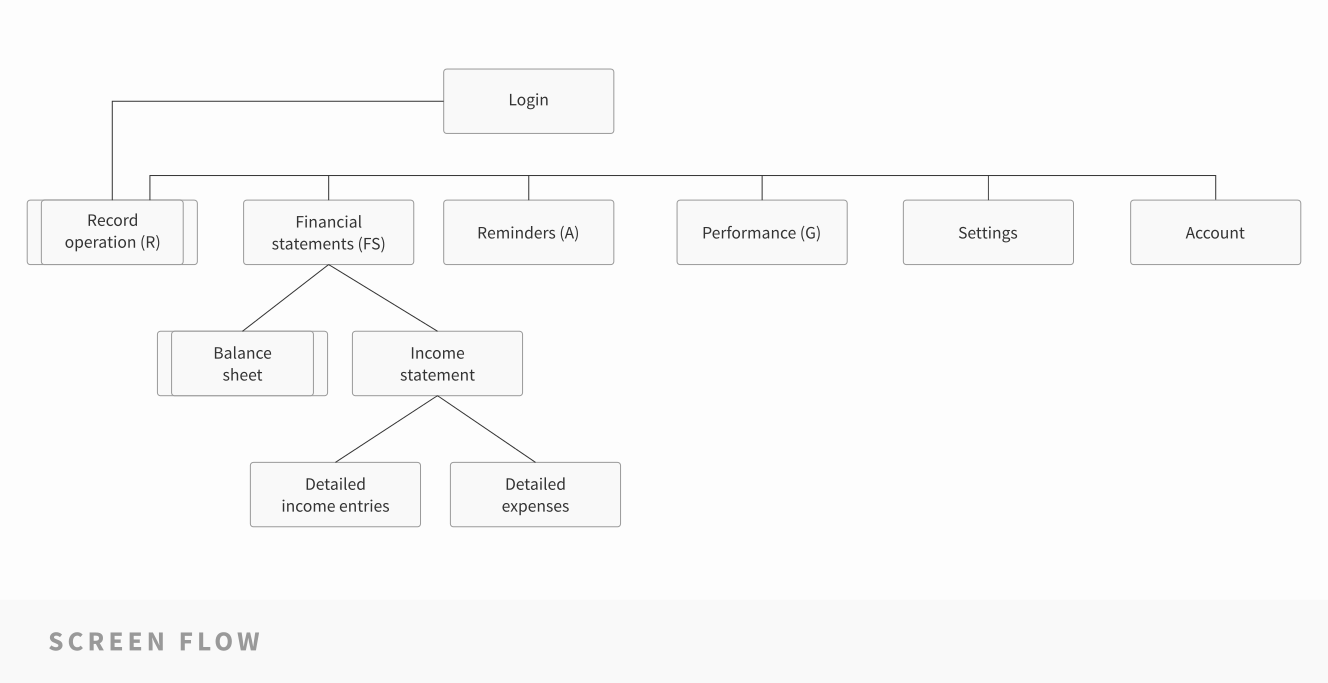 Login
Record
operation (R)
Financial
statements (FS)
Reminders (A)
Performance (G)
Settings
Account
Balance
sheet
Income
statement
Detailed
income entries
Detailed
expenses
SCREEN FLOW